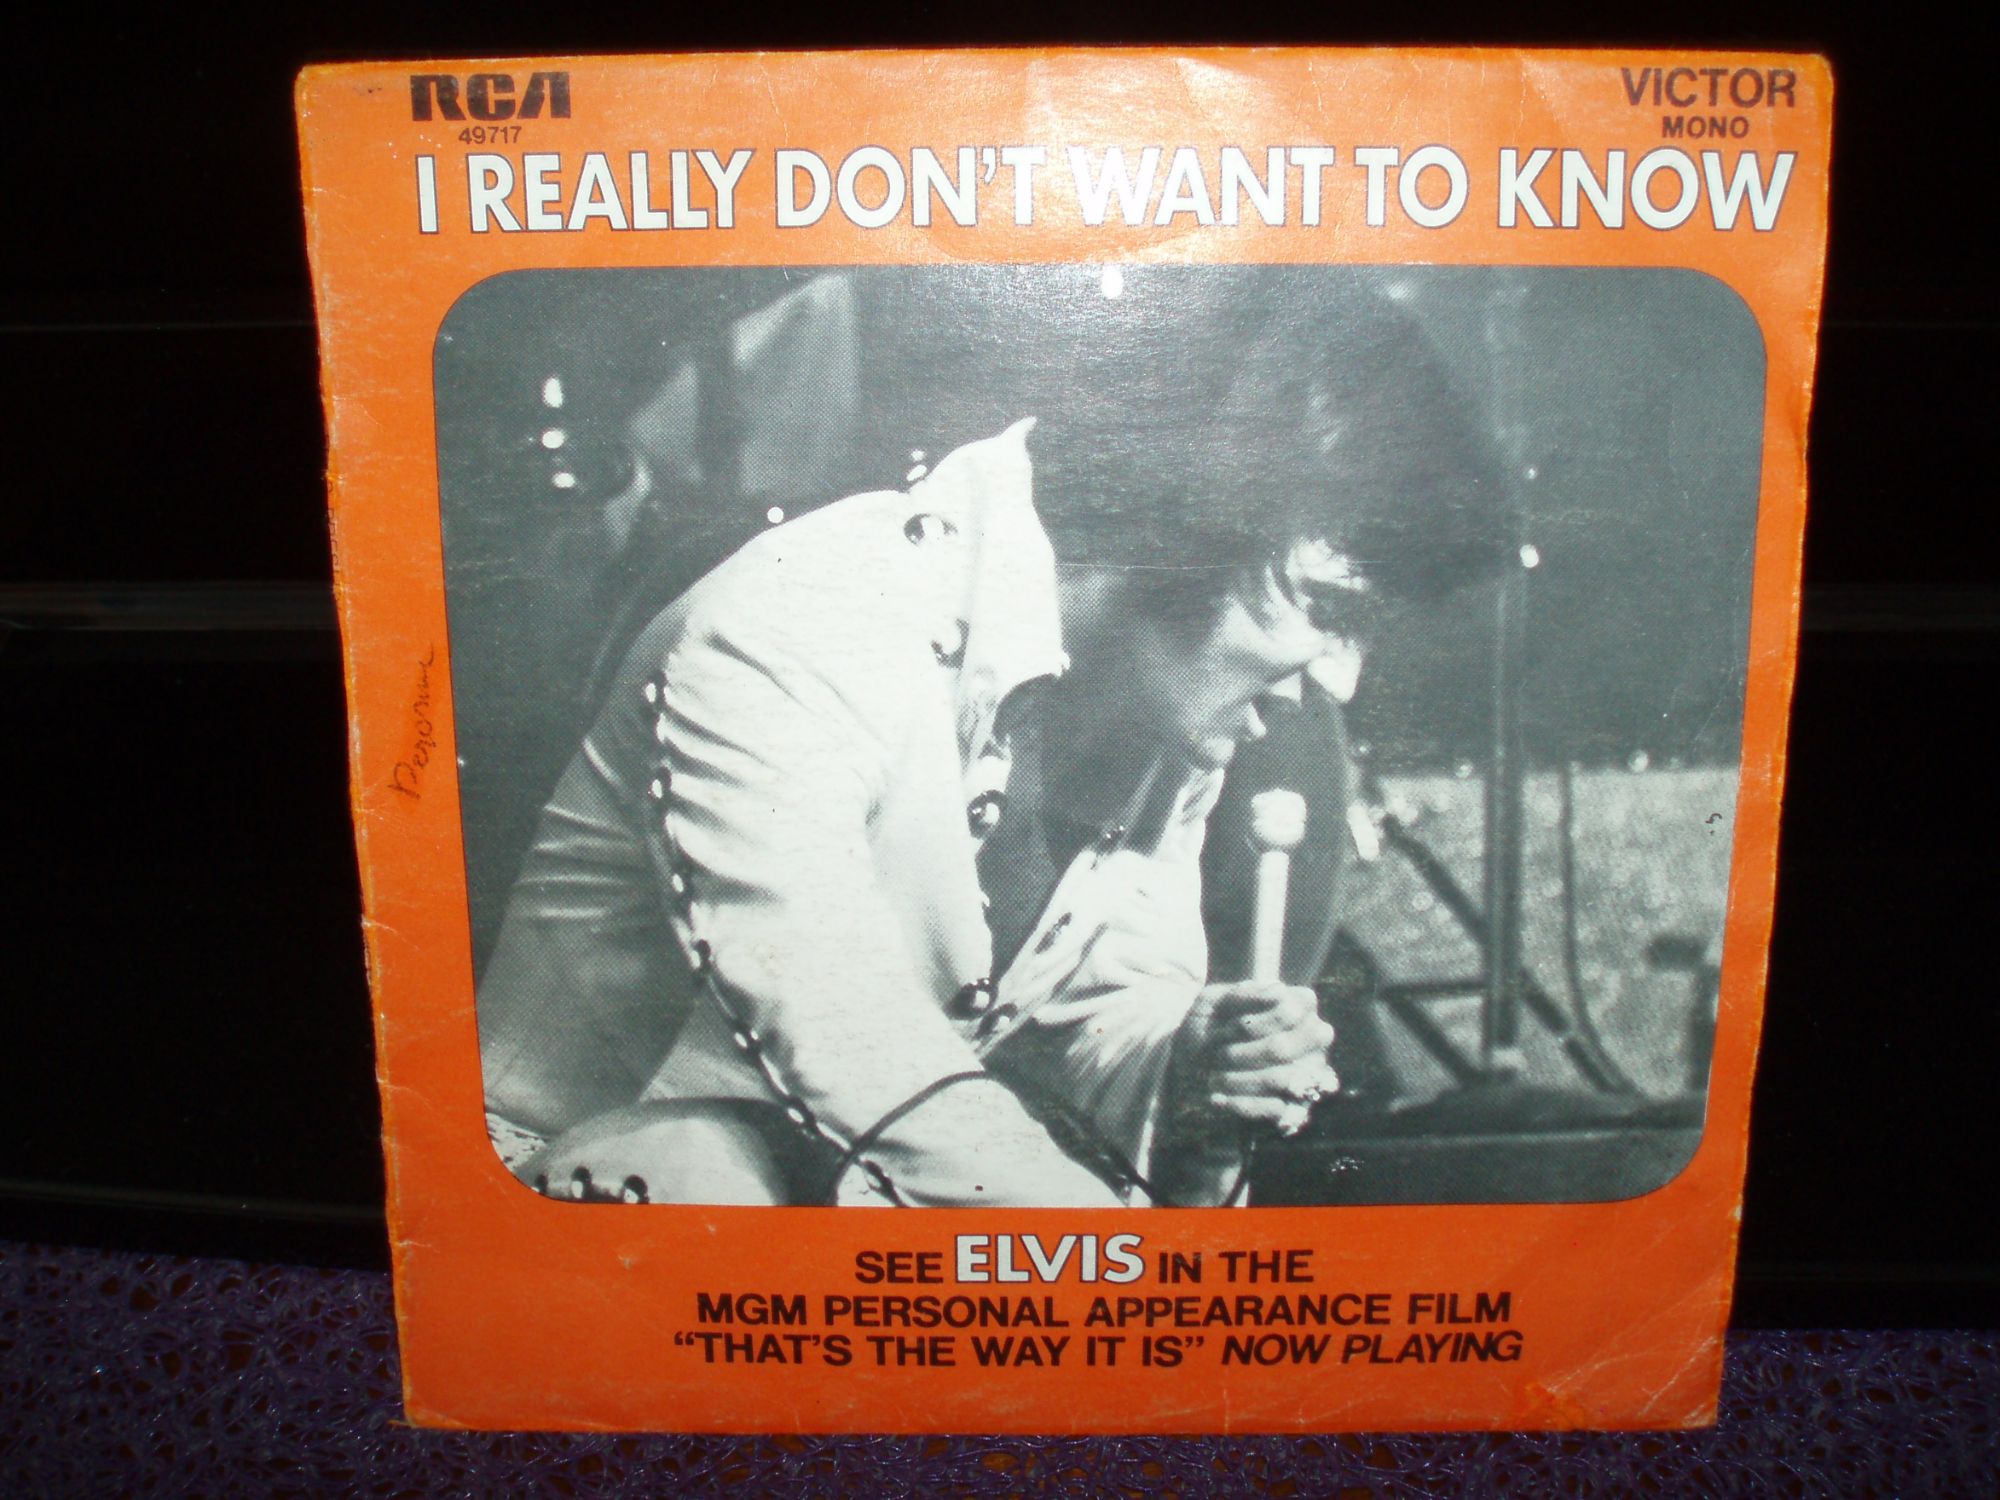 RCA
49717
VICTOR
MONO
I REALLY DON'T WANT TO KNOW
SEE ELVIS IN THE
MGM PERSONAL APPEARANCE FILM
"THAT'S THE WAY IT IS" NOW PLAYING